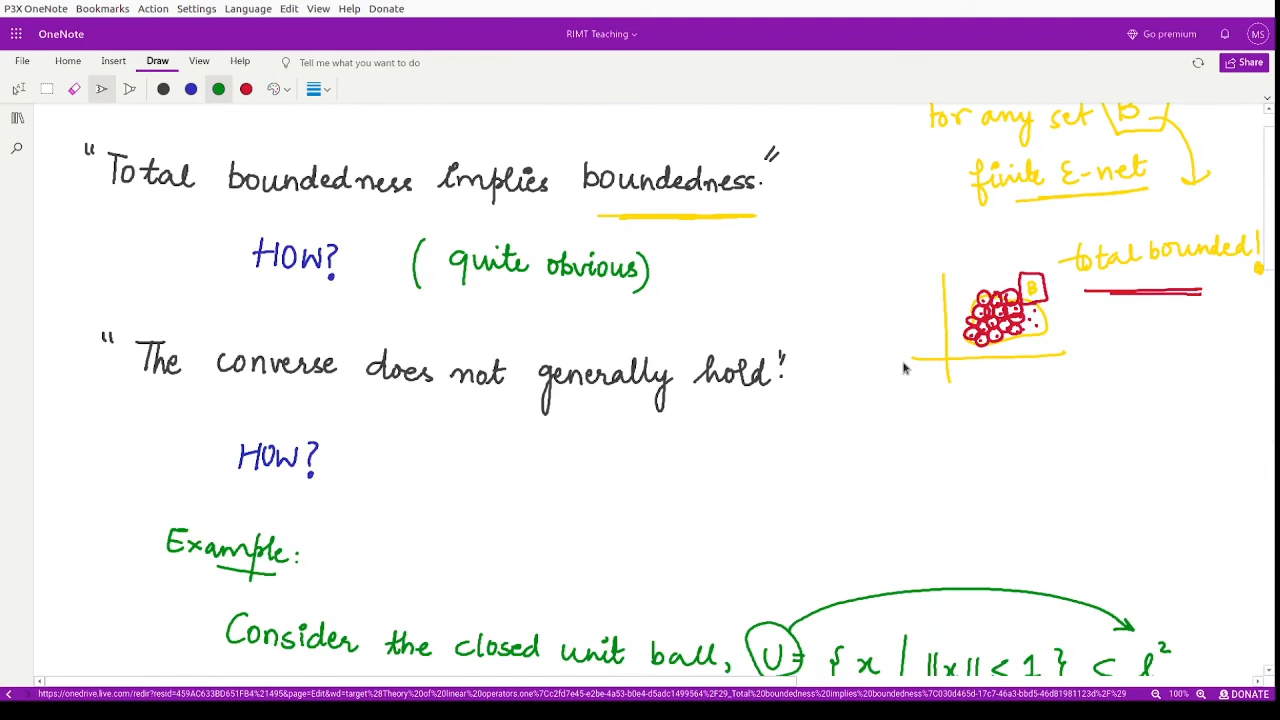 P3X OneNote Bookmarks Action Settings Universals Language Edit View Help Donate
OneNote
RIMT Teaching
Go premium
MS
File Home Insert Draw View Help
Tell me what you want to do
Share
for any set B
finite ε-net
total bounded!
B
"Total boundedness implies boundedness."
HOW? (quite obvious)
"The converse does not generally hold."
HOW?
Example:
Consider the closed unit ball, U = { x | ||x|| ≤ 1 } ⊂ l²
100%
DONATE